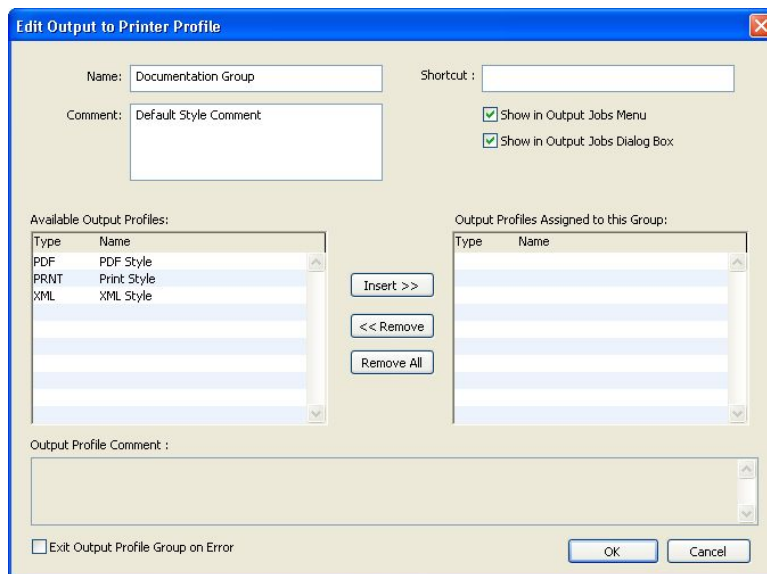 Edit Output to Printer Profile
Name: Documentation Group
Shortcut :
Comment: Default Style Comment
Show in Output Jobs Menu
Show in Output Jobs Dialog Box
Available Output Profiles:
Output Profiles Assigned to this Group:
Type Name
Type Name
PDF PDF Style
PRNT Print Style
XML XML Style
Insert >>
<< Remove
Remove All
Output Profile Comment :
Exit Output Profile Group on Error
OK
Cancel